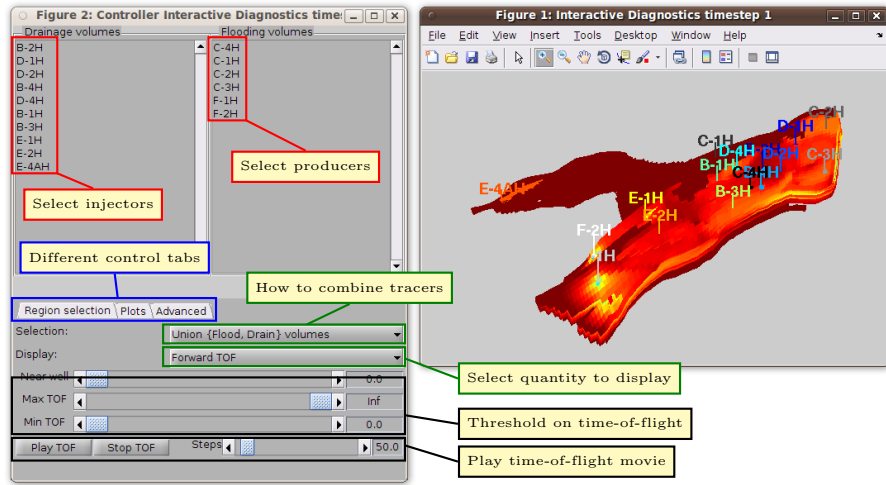 Figure 2: Controller Interactive Diagnostics times
Drainage volumes
Flooding volumes
B-2H
D-1H
D-2H
B-4H
D-4H
B-1H
B-3H
E-1H
E-2H
E-4AH
C-4H
C-1H
C-2H
C-3H
F-1H
F-2H
Select producers
Select injectors
Different control tabs
How to combine tracers
Region selection
Plots
Advanced
Selection:
Union {Flood, Drain} volumes
Display:
Forward TOF
Select quantity to display
Near well
0.0
Max TOF
Inf
Min TOF
0.0
Threshold on time-of-flight
Play TOF
Stop TOF
Steps
50.0
Play time-of-flight movie
Figure 1: Interactive Diagnostics timestep 1
File Edit View Insert Tools Desktop Window Help
C-2H
D-1H
C-1H
D-4H
D-2H
C-3H
B-1H
B-3H
E-4AH
E-1H
E-2H
F-2H